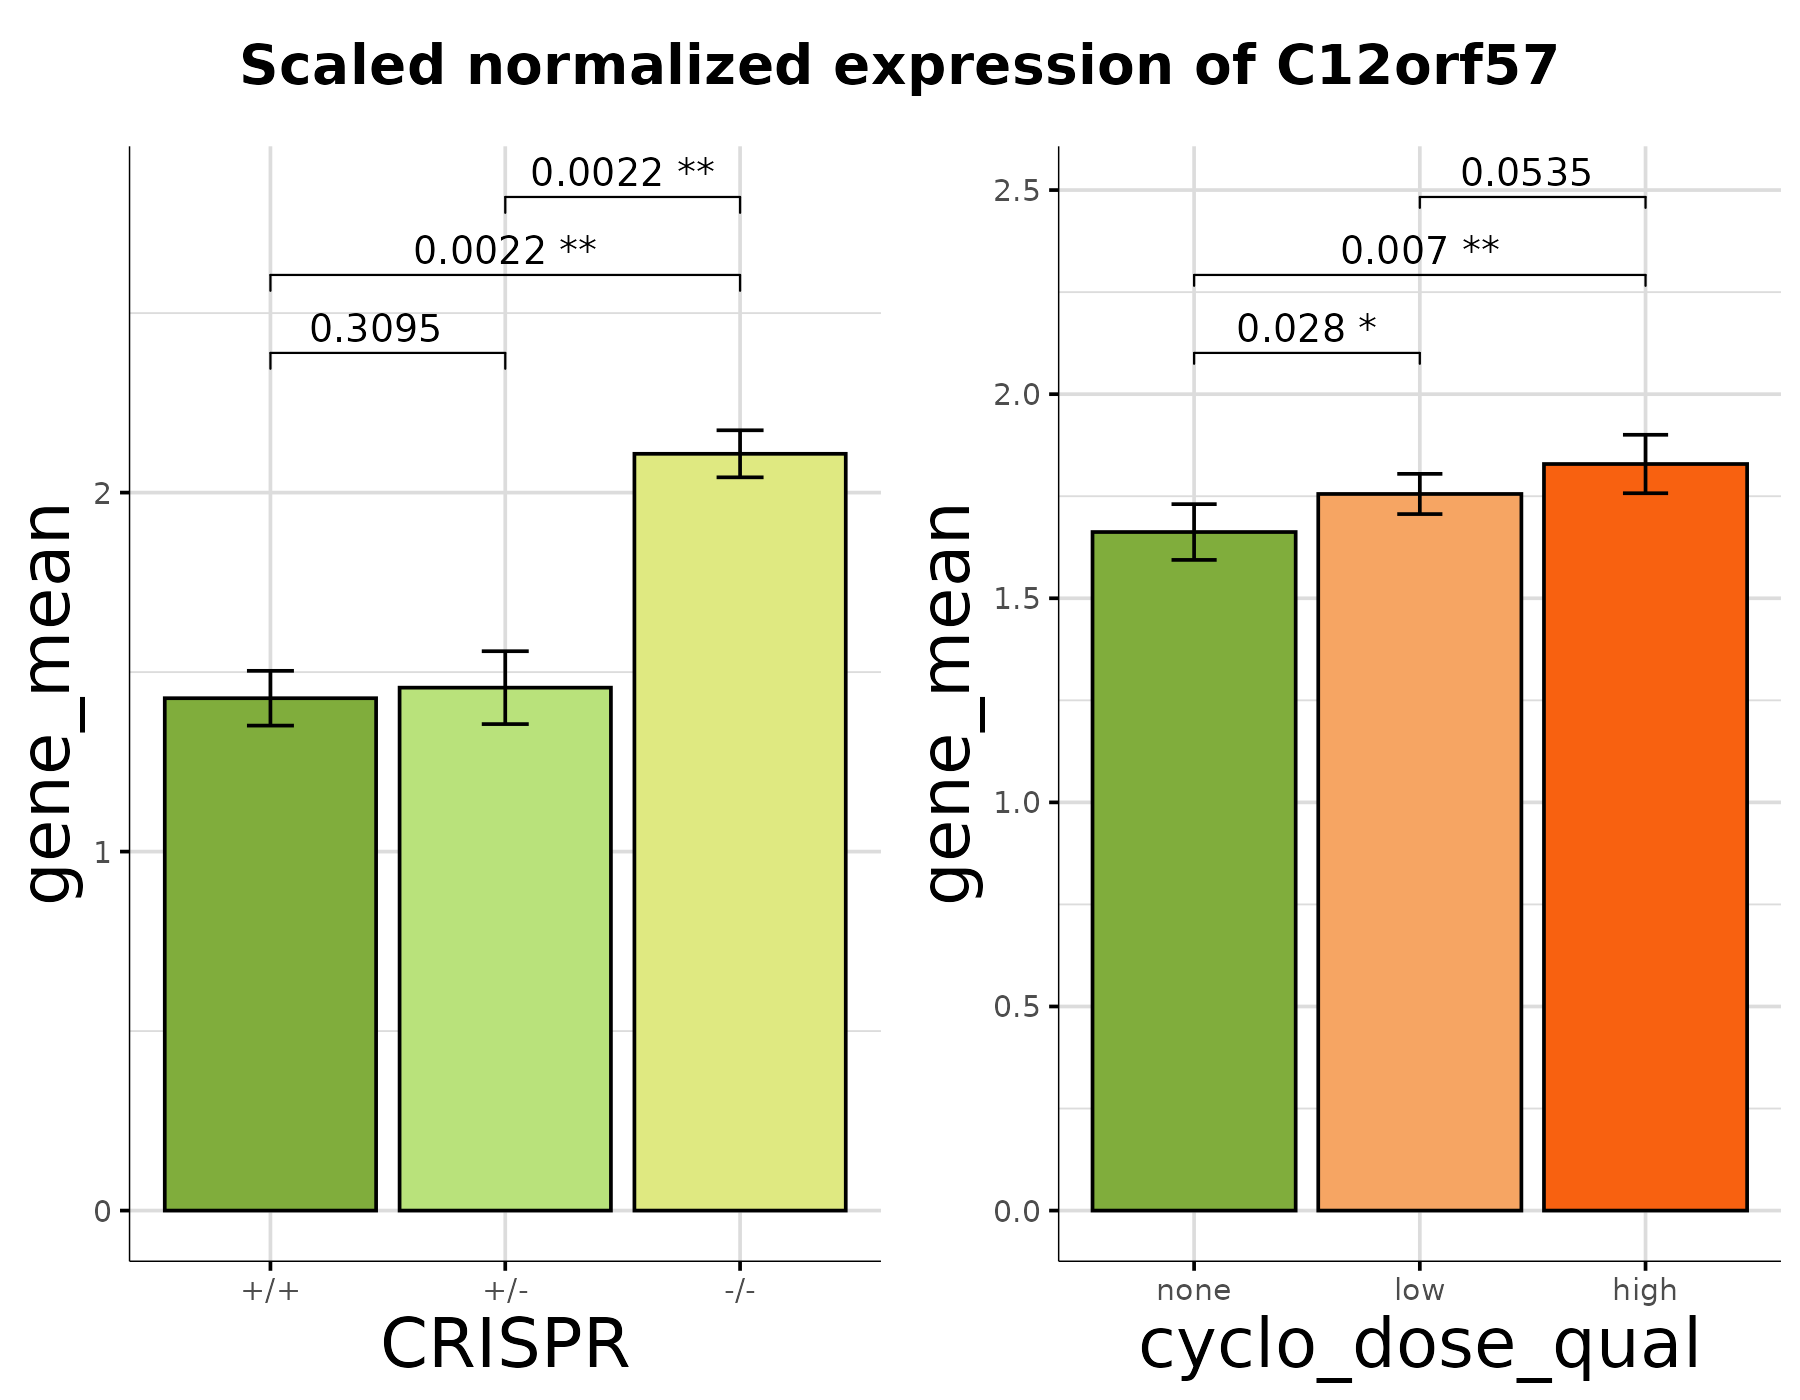 Scaled normalized expression of C12orf57
0.0022 **
0.0022 **
0.3095
2
1
0
gene_mean
+/+ +/- -/-
CRISPR
0.0535
0.007 **
0.028 *
2.5
2.0
1.5
1.0
0.5
0.0
gene_mean
none low high
cyclo_dose_qual